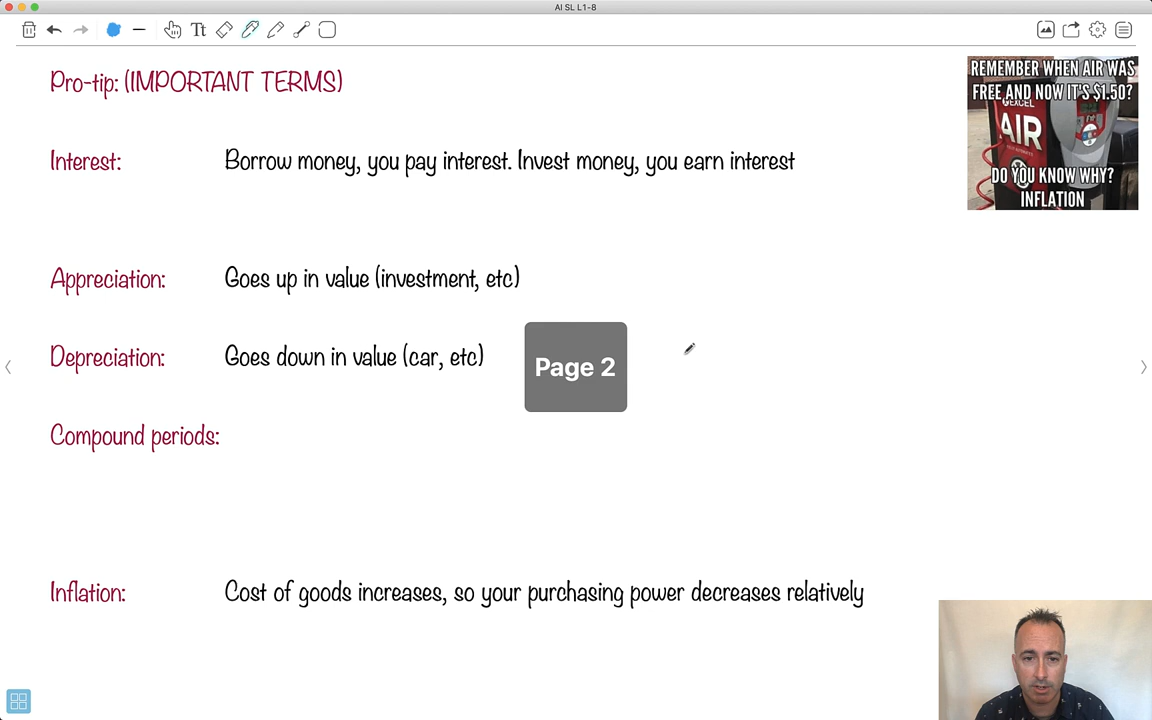 AI SL L1-8
Tt
Pro-tip: (IMPORTANT TERMS)
REMEMBER WHEN AIR WAS
FREE AND NOW IT'S $1.50?
EXCEL
AIR
DO YOU KNOW WHY?
INFLATION
Interest: Borrow money, you pay interest. Invest money, you earn interest
Appreciation: Goes up in value (investment, etc)
Depreciation: Goes down in value (car, etc)
Page 2
Compound periods:
Inflation: Cost of goods increases, so your purchasing power decreases relatively